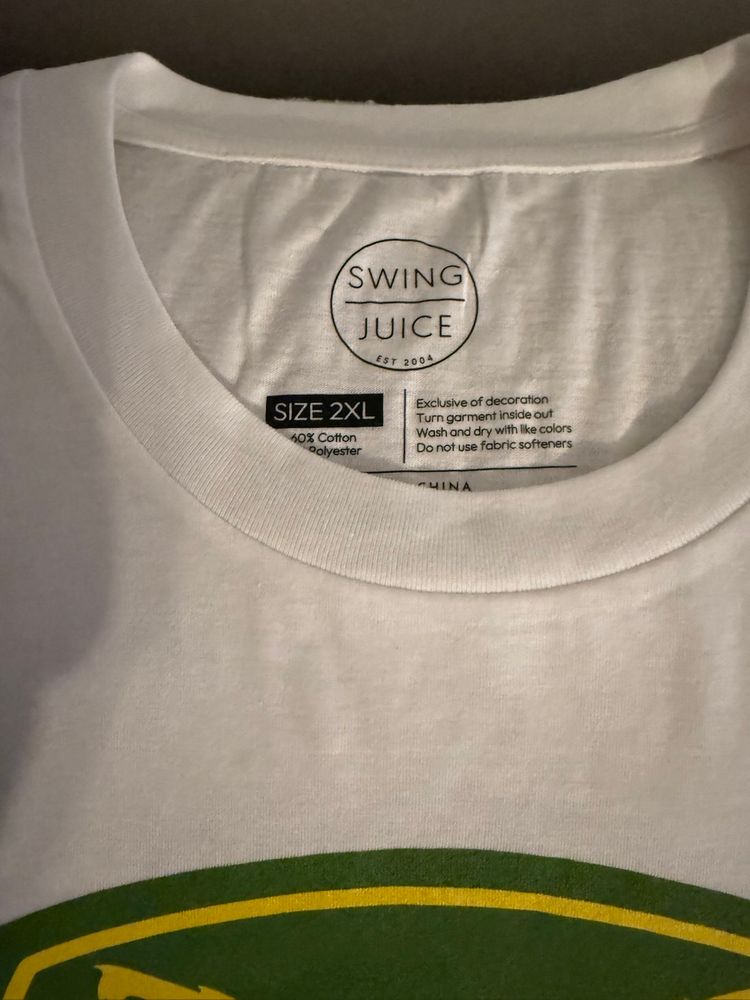 SWING
JUICE
EST 2004
SIZE 2XL
60% Cotton
Polyester
Exclusive of decoration
Turn garment inside out
Wash and dry with like colors
Do not use fabric softeners
CHINA